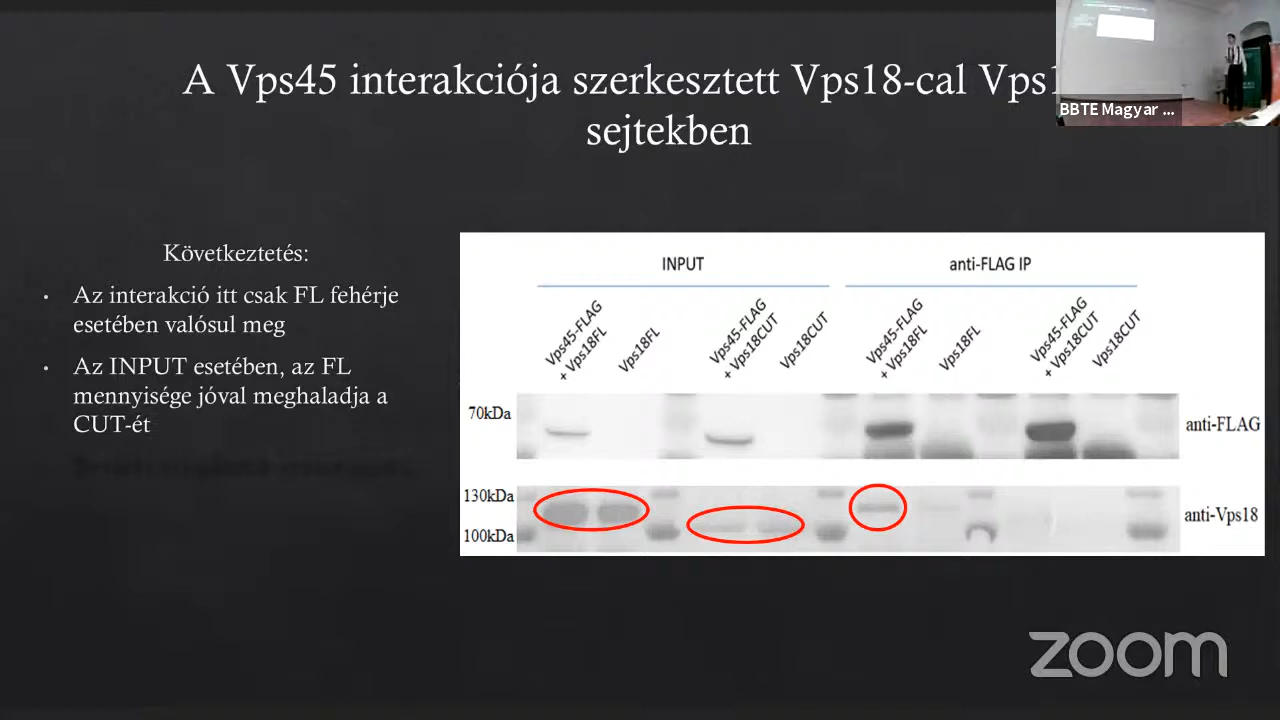 A Vps45 interakciója szerkesztett Vps18-cal
sejtekben
BBTE Magyar ...
Következtetés:
• Az interakció itt csak FL fehérje
esetében valósul meg
• Az INPUT esetében, az FL
mennyisége jóval meghaladja a
CUT-ét
INPUT
anti-FLAG IP
Vps45-FLAG
+ Vps18FL
Vps18FL
Vps45-FLAG
+ Vps18CUT
Vps18CUT
Vps45-FLAG
+ Vps18FL
Vps18FL
Vps45-FLAG
+ Vps18CUT
Vps18CUT
70kDa
anti-FLAG
130kDa
100kDa
anti-Vps18
zoom